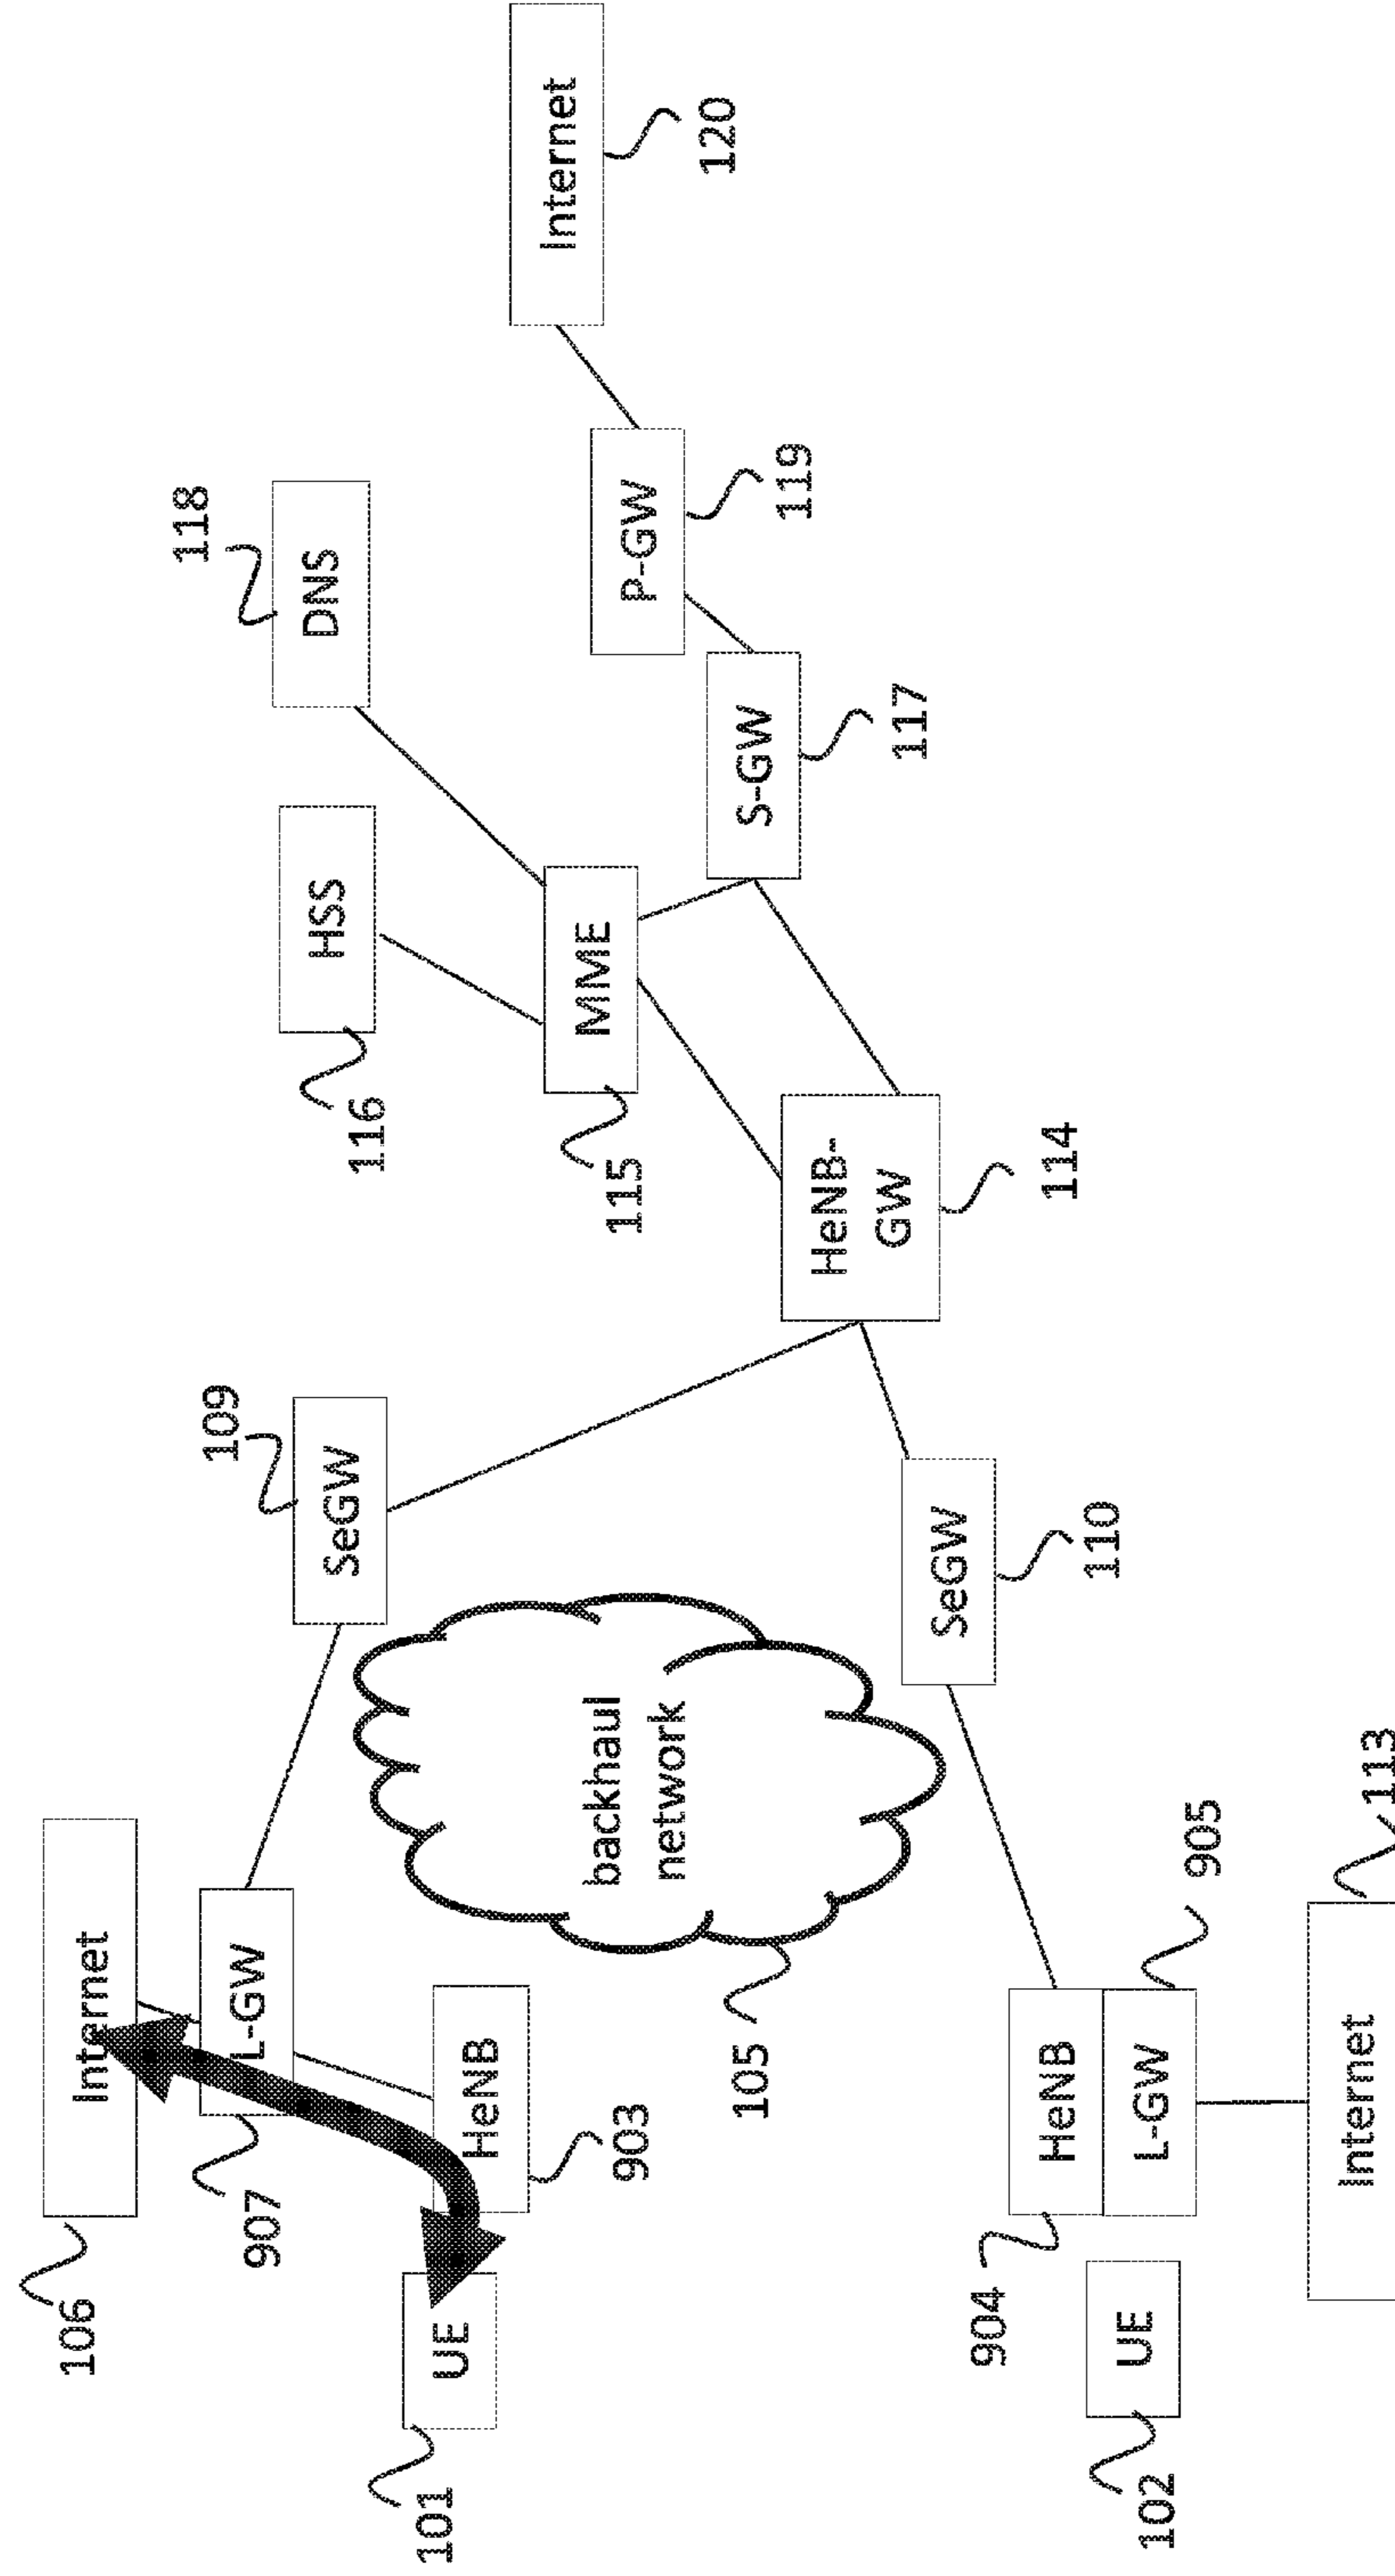 106
Internet
118
109
L-GW
907
DNS
HSS
SeGW
116
101
UE
HeNB
903
Internet
120
MME
115
backhaul
network
105
P-GW
119
S-GW
117
HeNB-
GW
114
SeGW
110
904
HeNB
L-GW
905
UE
102
Internet
113